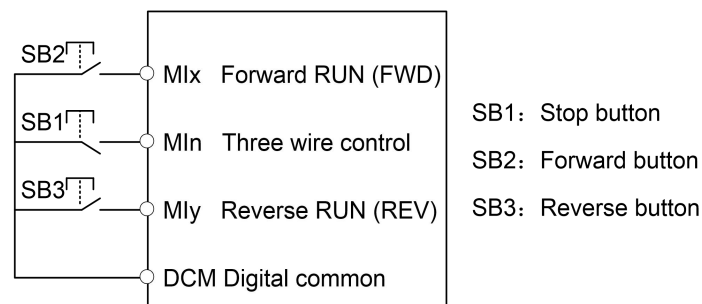 SB2
MIx Forward RUN (FWD)
SB1
MIn Three wire control
SB3
MIy Reverse RUN (REV)
DCM Digital common
SB1： Stop button
SB2： Forward button
SB3： Reverse button